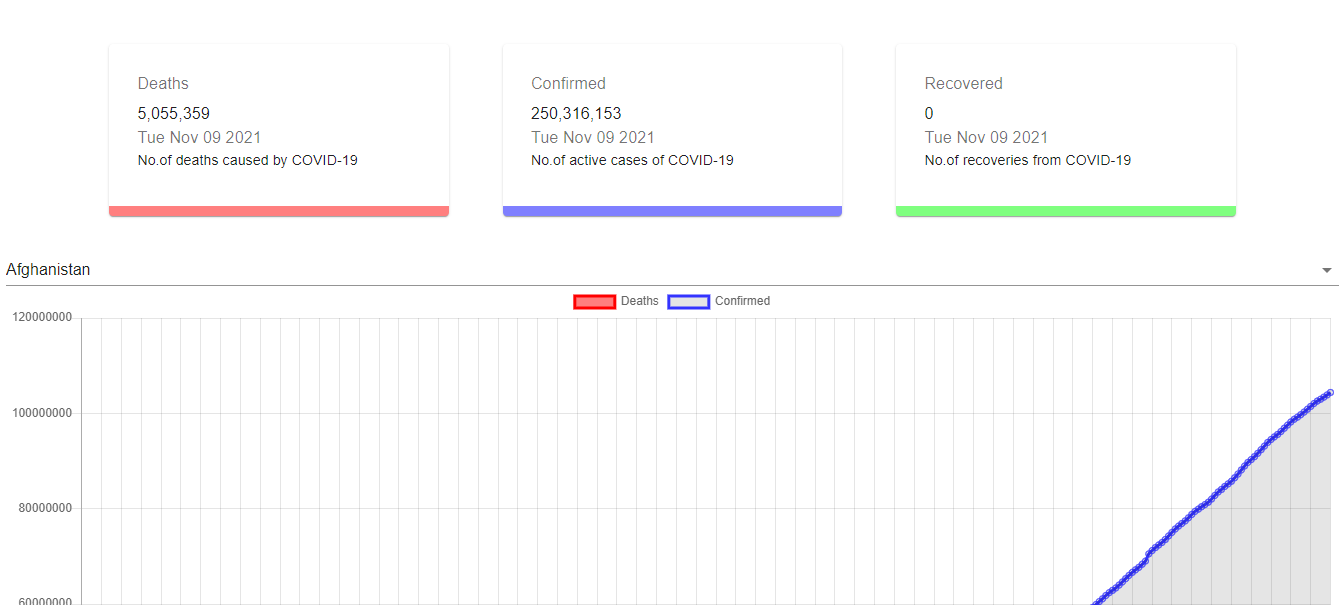 Deaths
5,055,359
Tue Nov 09 2021
No.of deaths caused by COVID-19
Confirmed
250,316,153
Tue Nov 09 2021
No.of active cases of COVID-19
Recovered
0
Tue Nov 09 2021
No.of recoveries from COVID-19
Afghanistan
Deaths Confirmed
120000000
100000000
80000000
60000000